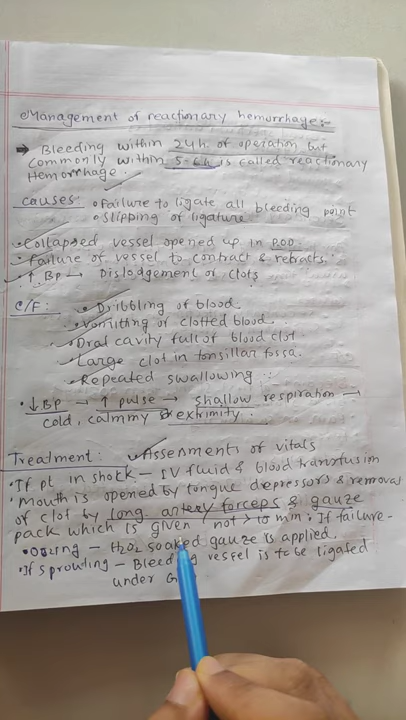 Management of reactionary hemorrhage:-
→ Bleeding within 24h of operation but
commonly within 5-6h is called reactionary
Hemorrhage.
Causes: • Failure to ligate all bleeding point
• Slipping of ligature
• Collapsed vessel opened up in POD.
• Failure of vessel to contract & retracts.
• ↑ BP → Dislodgement of clots
C/F: • Dribbling of blood.
• Vomitting of clotted blood.
• Oral cavity full of blood clot
• Large clot in tonsillar fossa.
• Repeated swallowing
• ↓BP → ↑ pulse → shallow respiration →
cold, calmmy extrimity.
Treatment: • Assenments of vitals
• If pt in shock - IV fluid & blood transfusim
• Mouth is opened by tongue depressors & removal
of clot by long artery forceps & gauze
pack which is given not > 10 min. If failure-
• Oozing - H2O2 soaked gauze is applied.
• If sprouting - Bleeding vessel is to be ligated
under